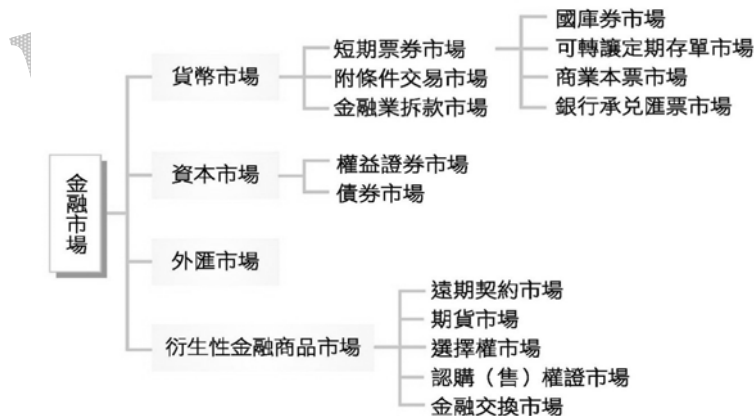 金融市場
貨幣市場
短期票券市場
國庫券市場
可轉讓定期存單市場
商業本票市場
銀行承兌匯票市場
附條件交易市場
金融業拆款市場
資本市場
權益證券市場
債券市場
外匯市場
衍生性金融商品市場
遠期契約市場
期貨市場
選擇權市場
認購（售）權證市場
金融交換市場